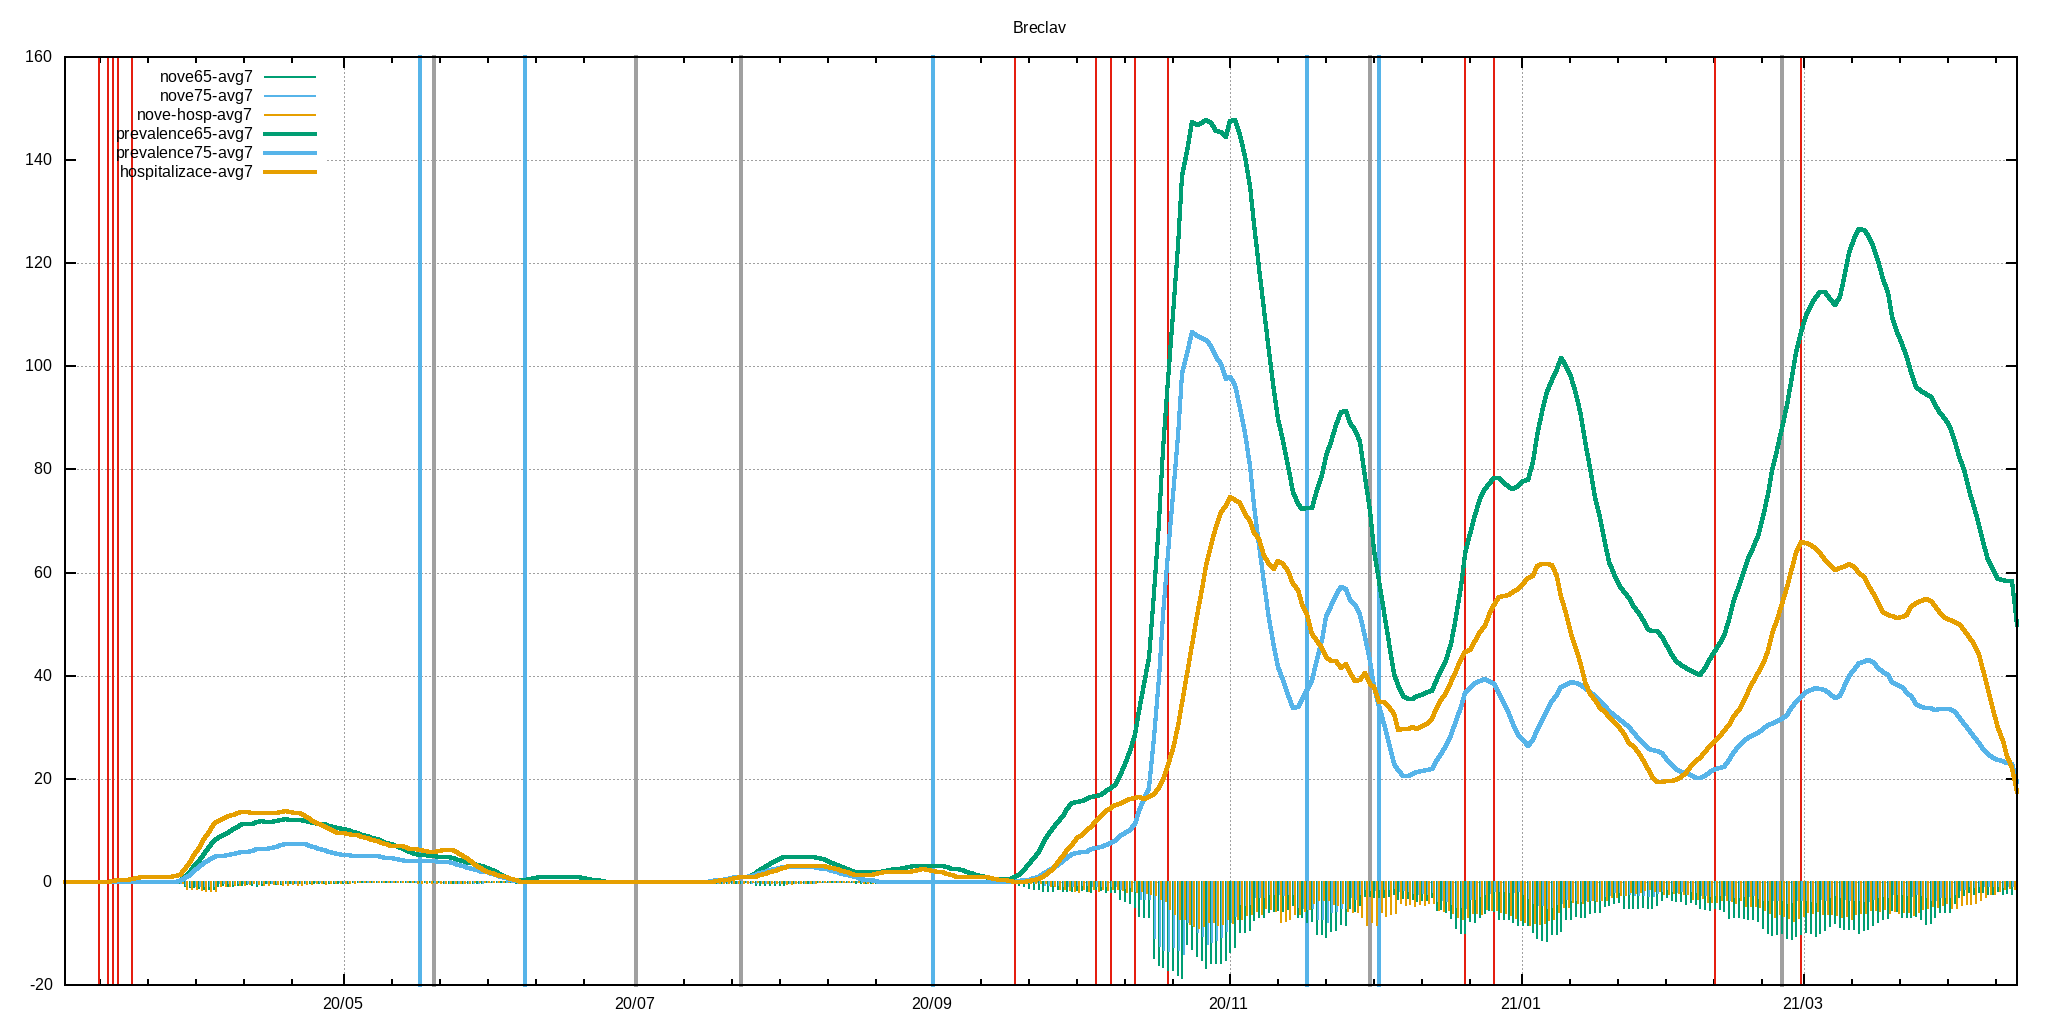 Breclav
160
nove65-avg7
nove75-avg7
nove-hosp-avg7
prevalence65-avg7
prevalence75-avg7
hospitalizace-avg7
140
120
100
80
60
40
20
0
-20
20/05
20/07
20/09
20/11
21/01
21/03